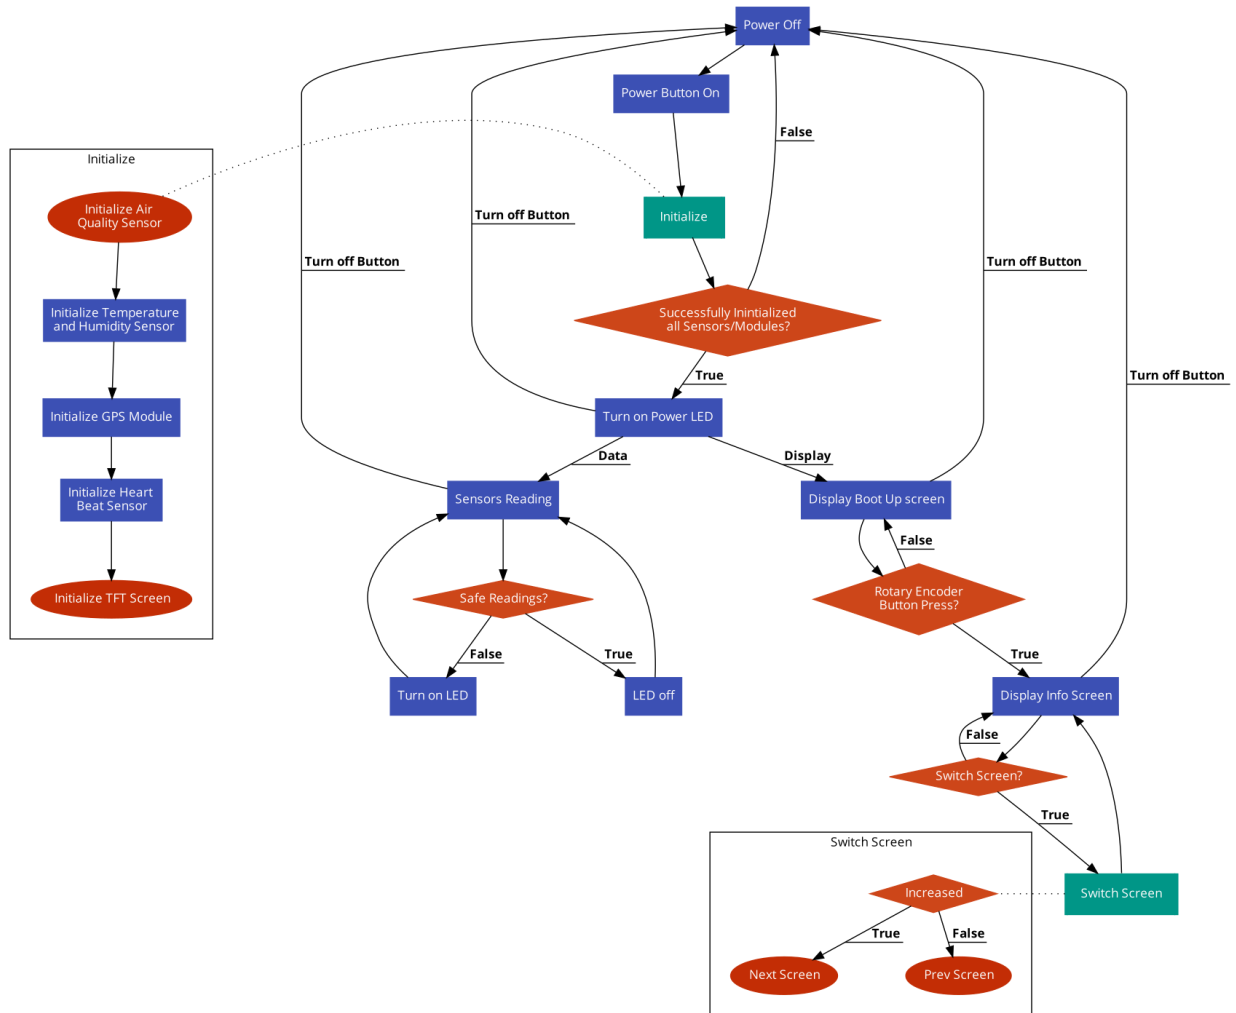 Power Off
Power Button On
False
Initialize
Initialize Air
Quality Sensor
Initialize
Turn off Button
Turn off Button
Turn off Button
Initialize Temperature
and Humidity Sensor
Successfully Inintialized
all Sensors/Modules?
True
Turn off Button
Initialize GPS Module
Turn on Power LED
Data
Display
Initialize Heart
Beat Sensor
Sensors Reading
Display Boot Up screen
False
Initialize TFT Screen
Safe Readings?
Rotary Encoder
Button Press?
False
True
True
Turn on LED
LED off
Display Info Screen
False
Switch Screen?
True
Switch Screen
Increased
Switch Screen
True
False
Next Screen
Prev Screen